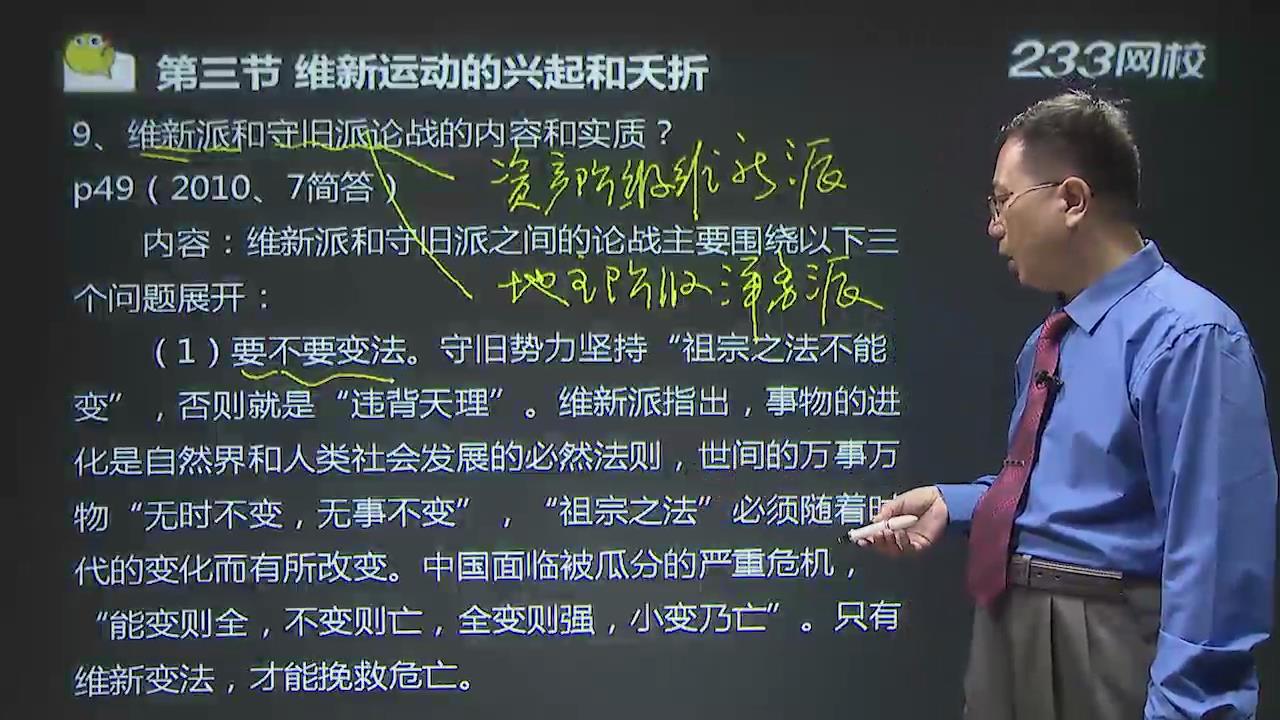 第三节 维新运动的兴起和夭折
233网校
9、维新派和守旧派论战的内容和实质？
资产阶级维新派
p49（2010、7简答）
内容：维新派和守旧派之间的论战主要围绕以下三
地主阶级洋务派
个问题展开：
（1）要不要变法。守旧势力坚持“祖宗之法不能
变”，否则就是“违背天理”。维新派指出，事物的进
化是自然界和人类社会发展的必然法则，世间的万事万
物“无时不变，无事不变”，“祖宗之法”必须随着时
代的变化而有所改变。中国面临被瓜分的严重危机，
“能变则全，不变则亡，全变则强，小变乃亡”。只有
维新变法，才能挽救危亡。